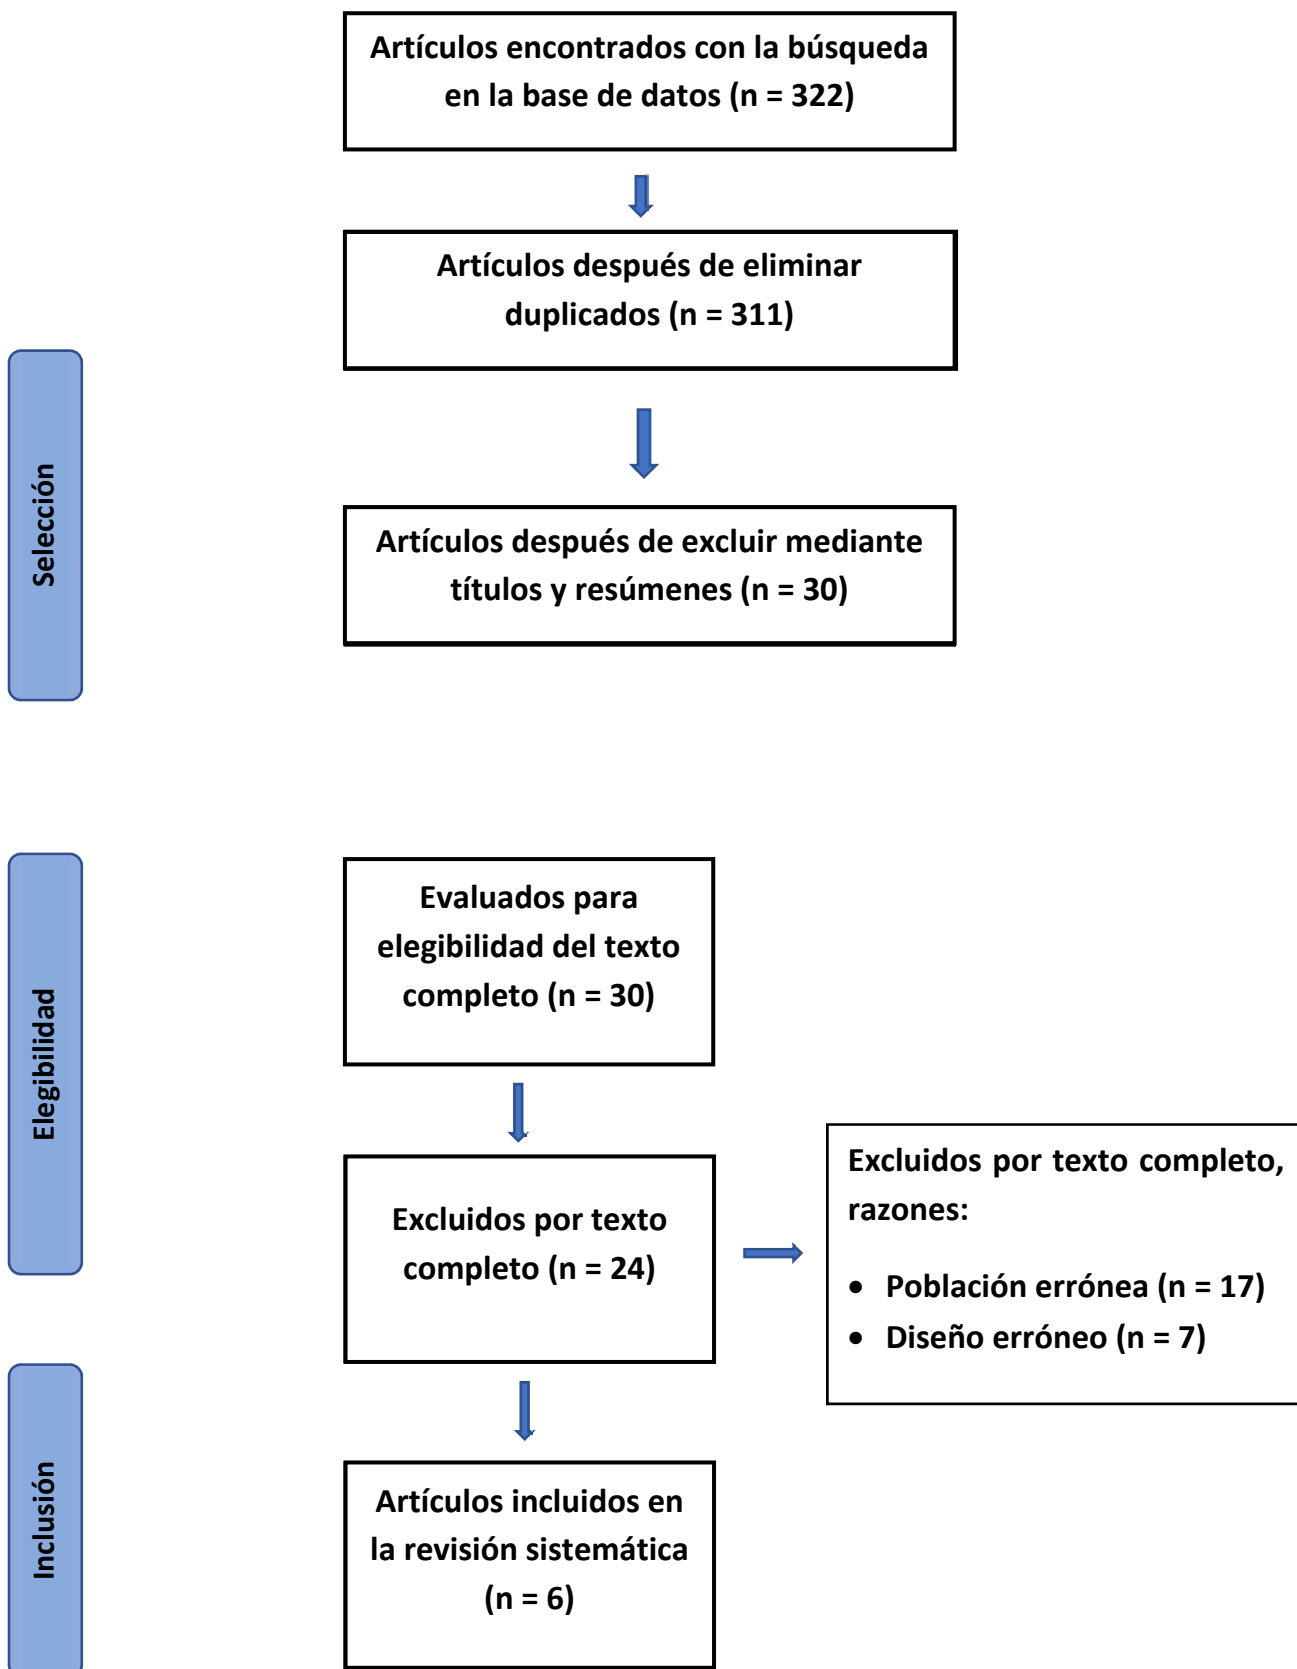 Artículos encontrados con la búsqueda
en la base de datos (n = 322)
Artículos después de eliminar
duplicados (n = 311)
Selección
Artículos después de excluir mediante
títulos y resúmenes (n = 30)
Elegibilidad
Evaluados para
elegibilidad del texto
completo (n = 30)
Excluidos por texto
completo (n = 24)
Excluidos por texto completo,
razones:
• Población errónea (n = 17)
• Diseño erróneo (n = 7)
Inclusión
Artículos incluidos en
la revisión sistemática
(n = 6)